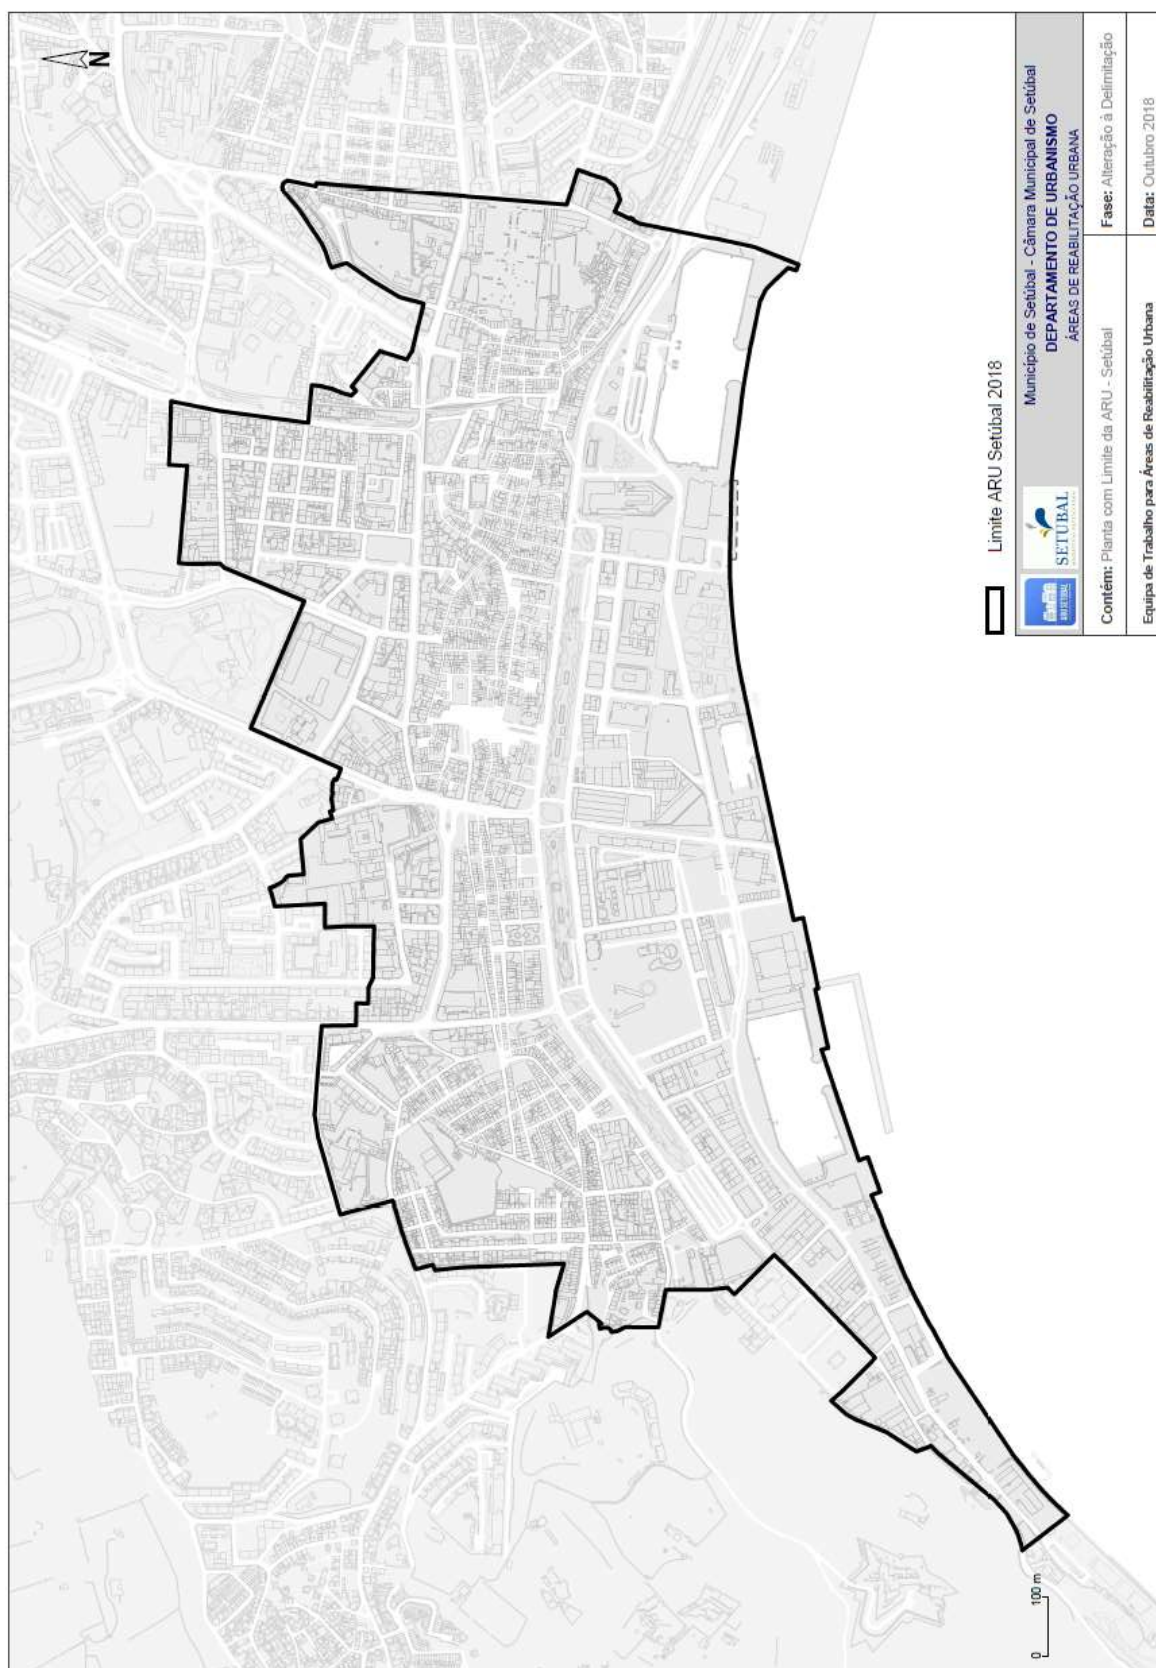 N
Limite ARU Setúbal 2018
Município de Setúbal - Câmara Municipal de Setúbal
DEPARTAMENTO DE URBANISMO
ÁREAS DE REABILITAÇÃO URBANA
SETÚBAL
Contém: Planta com Limite da ARU - Setúbal
Fase: Alteração à Delimitação
Equipa de Trabalho para Áreas de Reabilitação Urbana
Data: Outubro 2018
0 100 m